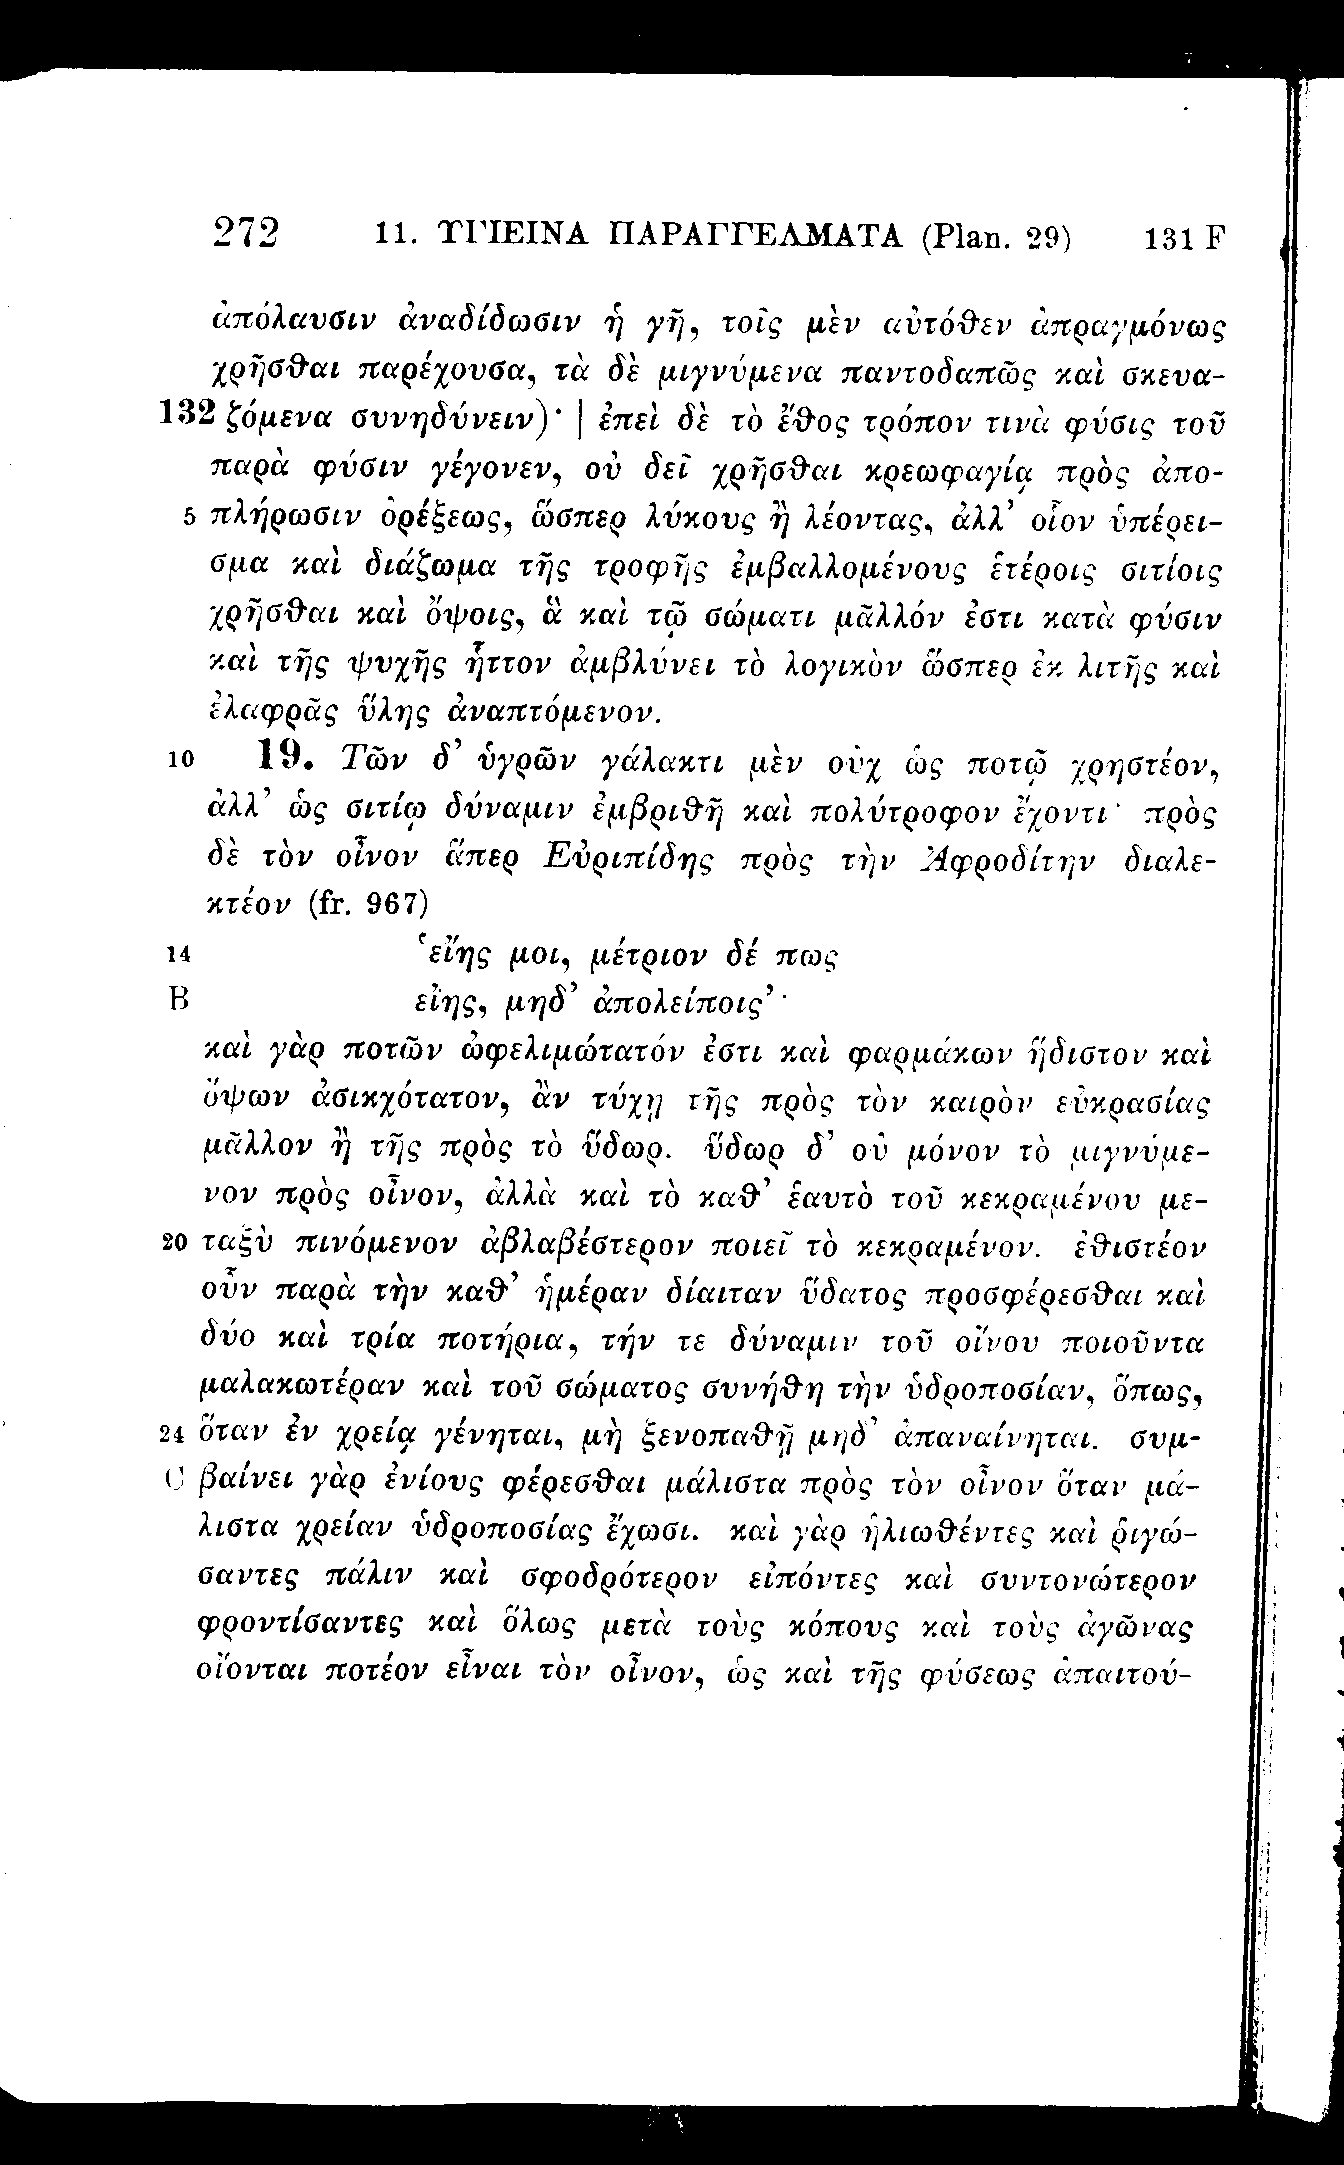 272 11. ΥΓΙΕΙΝΑ ΠΑΡΑΓΓΕΛΜΑΤΑ (Plan. 29) 131 F
ἀπόλαυσιν ἀναδίδωσιν ἡ γῆ, τοῖς μὲν αὐτόθεν ἀπραγμόνως
χρῆσθαι παρέχουσα, τὰ δὲ μιγνύμενα παντοδαπῶς καὶ σκευα-
132 ζόμενα συνηδύνειν)· | ἐπεὶ δὲ τὸ ἔθος τρόπον τινὰ φύσις τοῦ
παρὰ φύσιν γέγονεν, οὐ δεῖ χρῆσθαι κρεωφαγίᾳ πρὸς ἀπο-
5 πλήρωσιν ὀρέξεως, ὥσπερ λύκους ἢ λέοντας, ἀλλ’ οἷον ὑπέρει-
σμα καὶ διάζωμα τῆς τροφῆς ἐμβαλλομένους ἑτέροις σιτίοις
χρῆσθαι καὶ ὄψοις, ἃ καὶ τῷ σώματι μᾶλλόν ἐστι κατὰ φύσιν
καὶ τῆς ψυχῆς ἧττον ἀμβλύνει τὸ λογικὸν ὥσπερ ἐκ λιτῆς καὶ
ἐλαφρᾶς ὕλης ἀναπτόμενον.
10 19. Τῶν δ’ ὑγρῶν γάλακτι μὲν οὐχ ὡς ποτῷ χρηστέον,
ἀλλ’ ὡς σιτίῳ δύναμιν ἐμβριθῆ καὶ πολύτροφον ἔχοντι· πρὸς
δὲ τὸν οἶνον ἅπερ Εὐριπίδης πρὸς τὴν Ἀφροδίτην διαλε-
κτέον (fr. 967)
14 ‘εἴης μοι, μέτριον δέ πως
B εἴης, μηδ’ ἀπολείποις’·
καὶ γὰρ ποτῶν ὠφελιμώτατόν ἐστι καὶ φαρμάκων ἥδιστον καὶ
ὄψων ἀσικχότατον, ἂν τύχῃ τῆς πρὸς τὸν καιρὸν εὐκρασίας
μᾶλλον ἢ τῆς πρὸς τὸ ὕδωρ. ὕδωρ δ’ οὐ μόνον τὸ μιγνύμε-
νον πρὸς οἶνον, ἀλλὰ καὶ τὸ καθ’ ἑαυτὸ τοῦ κεκραμένου με-
20 ταξὺ πινόμενον ἀβλαβέστερον ποιεῖ τὸ κεκραμένον. ἐθιστέον
οὖν παρὰ τὴν καθ’ ἡμέραν δίαιταν ὕδατος προσφέρεσθαι καὶ
δύο καὶ τρία ποτήρια, τήν τε δύναμιν τοῦ οἴνου ποιοῦντα
μαλακωτέραν καὶ τοῦ σώματος συνήθη τὴν ὑδροποσίαν, ὅπως,
24 ὅταν ἐν χρείᾳ γένηται, μὴ ξενοπαθῇ μηδ’ ἀπαναίνηται. συμ-
C βαίνει γὰρ ἐνίους φέρεσθαι μάλιστα πρὸς τὸν οἶνον ὅταν μά-
λιστα χρείαν ὑδροποσίας ἔχωσι. καὶ γὰρ ἡλιωθέντες καὶ ῥιγώ-
σαντες πάλιν καὶ σφοδρότερον εἰπόντες καὶ συντονώτερον
φροντίσαντες καὶ ὅλως μετὰ τοὺς κόπους καὶ τοὺς ἀγῶνας
οἴονται ποτέον εἶναι τὸν οἶνον, ὡς καὶ τῆς φύσεως ἀπαιτού-